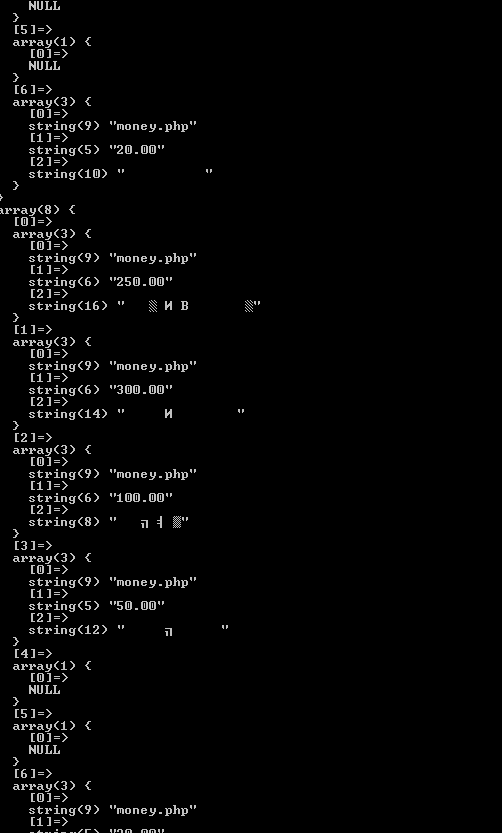 NULL
}
[5]=>
array(1) {
[0]=>
NULL
}
[6]=>
array(3) {
[0]=>
string(9) "money.php"
[1]=>
string(5) "20.00"
[2]=>
string(10) "          "
}
}
array(8) {
[0]=>
array(3) {
[0]=>
string(9) "money.php"
[1]=>
string(6) "250.00"
[2]=>
string(16) "   ▒ И В       ▒"
}
[1]=>
array(3) {
[0]=>
string(9) "money.php"
[1]=>
string(6) "300.00"
[2]=>
string(14) "     И        "
}
[2]=>
array(3) {
[0]=>
string(9) "money.php"
[1]=>
string(6) "100.00"
[2]=>
string(8) "   ╖ ╡ ▒"
}
[3]=>
array(3) {
[0]=>
string(9) "money.php"
[1]=>
string(5) "50.00"
[2]=>
string(12) "     ╖      "
}
[4]=>
array(1) {
[0]=>
NULL
}
[5]=>
array(1) {
[0]=>
NULL
}
[6]=>
array(3) {
[0]=>
string(9) "money.php"
[1]=>
string(5) "20.00"